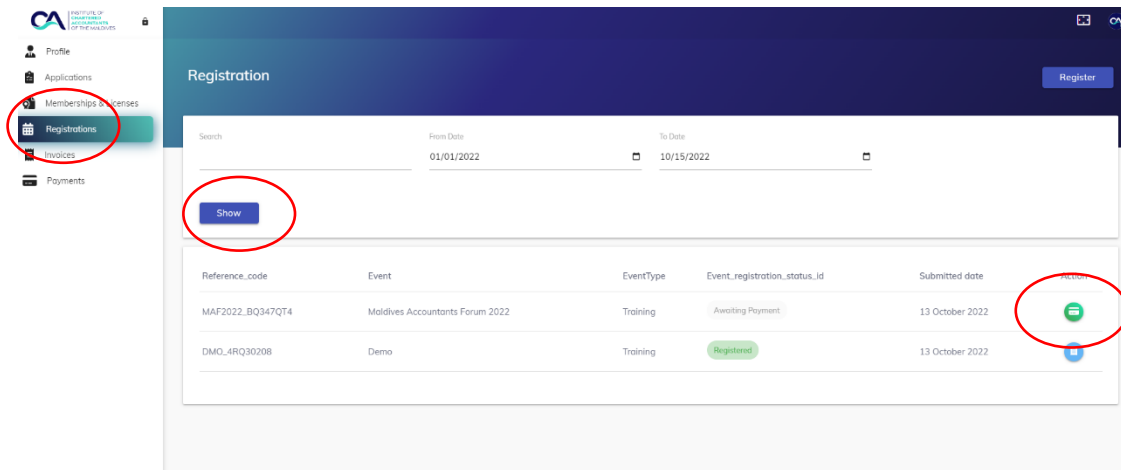 INSTITUTE OF
CHARTERED
ACCOUNTANTS
OF THE MALDIVES
Profile
Applications
Memberships & Licenses
Registrations
Invoices
Payments
Registration
Register
Search
From Date
To Date
01/01/2022
10/15/2022
Show
Reference_code Event EventType Event_registration_status_id Submitted date Action
MAF2022_BQ347QT4 Maldives Accountants Forum 2022 Training Awaiting Payment 13 October 2022
DMO_4RQ30208 Demo Training Registered 13 October 2022